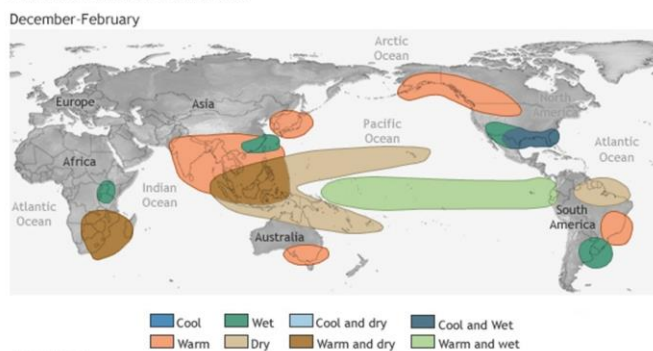 December-February
Arctic
Ocean
Europe
Asia
North
America
Pacific
Ocean
Atlantic
Ocean
Africa
Indian
Ocean
Atlantic
Ocean
South
America
Australia
Cool
Wet
Cool and dry
Cool and Wet
Warm
Dry
Warm and dry
Warm and wet